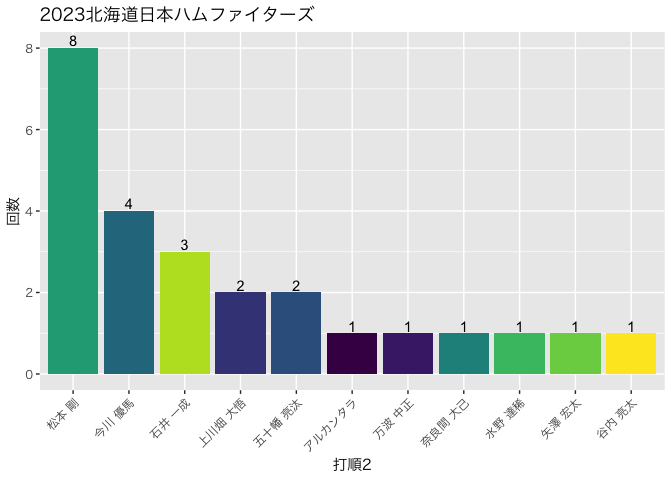 2023北海道日本ハムファイターズ
回数
8
6
4
2
0
8
4
3
2
2
1
1
1
1
1
1
松本 剛
今川 優馬
石井 一成
上川畑 大悟
五十幡 亮汰
アルカンタラ
万波 中正
奈良間 大己
水野 達稀
矢澤 宏太
谷内 亮太
打順2